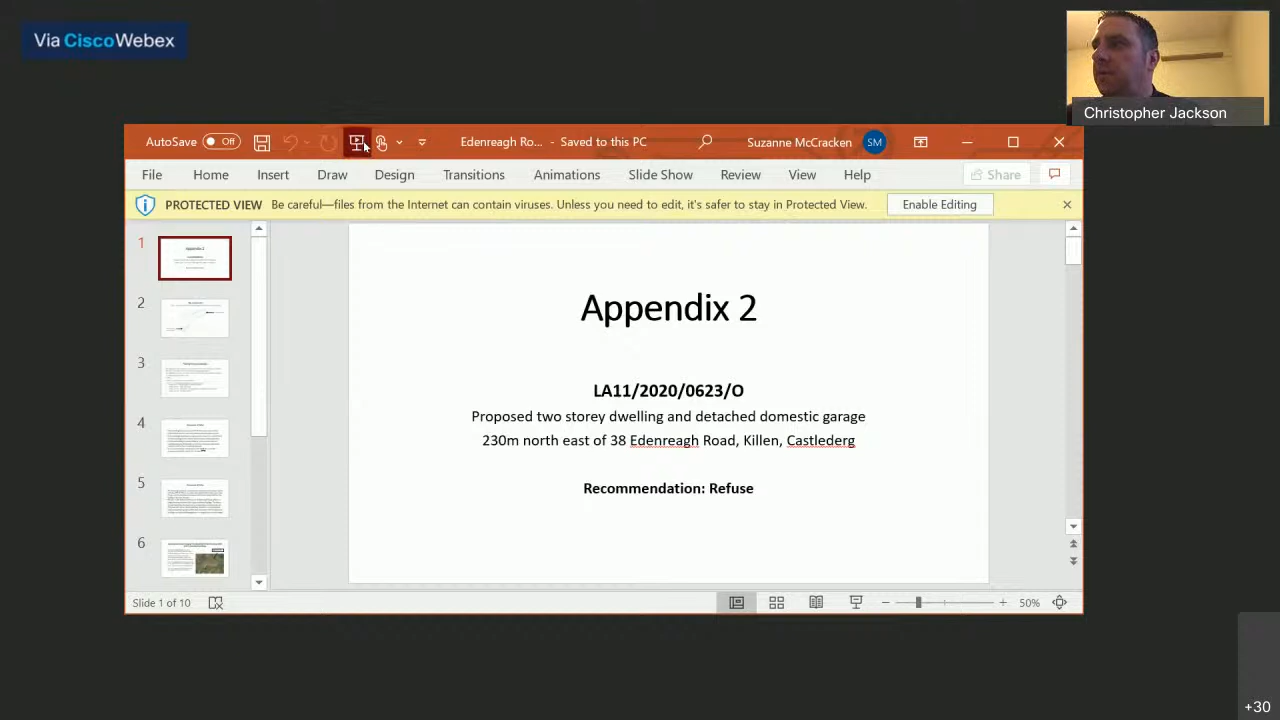 Via CiscoWebex
Christopher Jackson
AutoSave Off Edenreagh Ro... - Saved to this PC Suzanne McCracken SM
File Home Insert Draw Design Transitions Animations Slide Show Review View Help Share
PROTECTED VIEW Be careful—files from the Internet can contain viruses. Unless you need to edit, it's safer to stay in Protected View. Enable Editing
1
2
3
4
5
6
Appendix 2
LA11/2020/0623/O
Proposed two storey dwelling and detached domestic garage
230m north east of 38 Edenreagh Road, Killen, Castlederg
Recommendation: Refuse
Slide 1 of 10 50%
+30